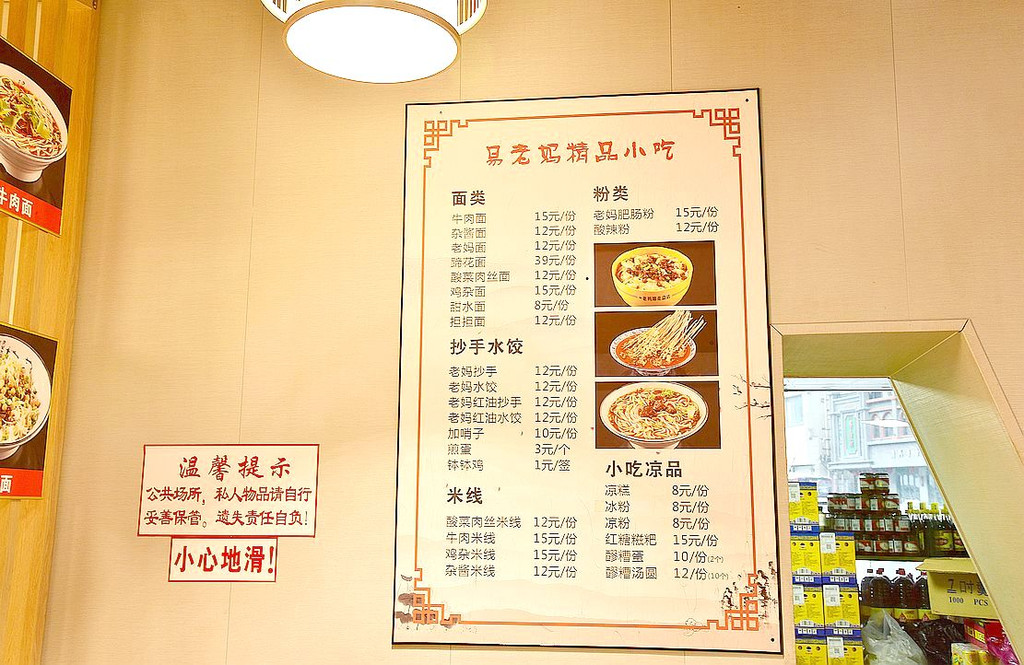 牛肉面
面
易老妈精品小吃
面类
牛肉面 15元/份
杂酱面 12元/份
老妈面 12元/份
蹄花面 39元/份
酸菜肉丝面 12元/份
鸡杂面 15元/份
甜水面 8元/份
担担面 12元/份
抄手水饺
老妈抄手 12元/份
老妈水饺 12元/份
老妈红油抄手 12元/份
老妈红油水饺 12元/份
加哨子 10元/份
煎蛋 3元/个
钵钵鸡 1元/签
米线
酸菜肉丝米线 12元/份
牛肉米线 15元/份
鸡杂米线 15元/份
杂酱米线 12元/份
粉类
老妈肥肠粉 15元/份
酸辣粉 12元/份
小吃凉品
凉糕 8元/份
冰粉 8元/份
凉粉 8元/份
红糖糍粑 15元/份
醪糟蛋 10/份(2个)
醪糟汤圆 12/份(10个)
温馨提示
公共场所，私人物品请自行
妥善保管。遗失责任自负！
小心地滑！
1000 PCS